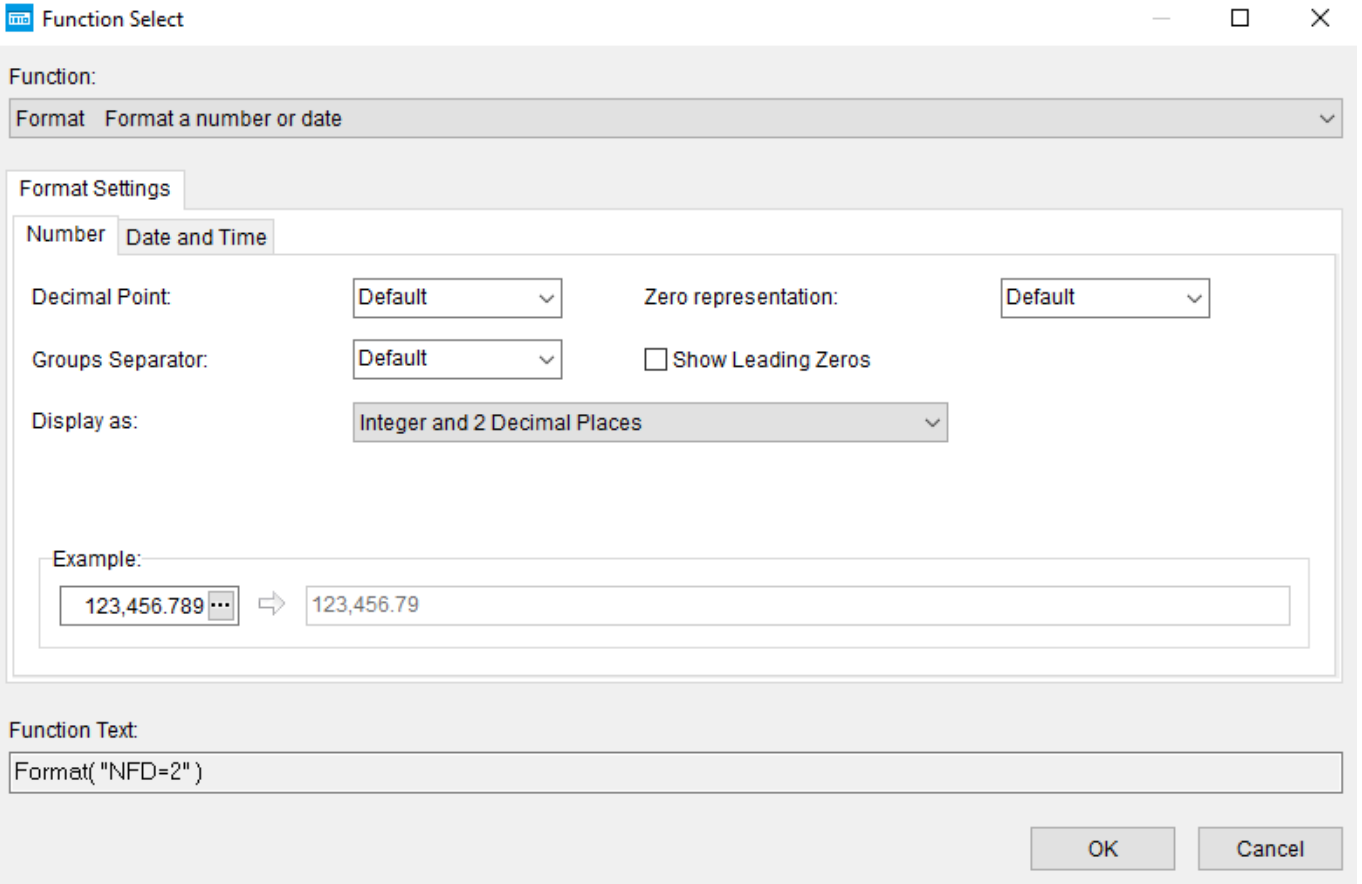 Function Select
Function:
Format Format a number or date
Format Settings
Number Date and Time
Decimal Point: Default Zero representation: Default
Groups Separator: Default Show Leading Zeros
Display as: Integer and 2 Decimal Places
Example:
123,456.789 ... 123,456.79
Function Text:
Format( "NFD=2" )
OK Cancel